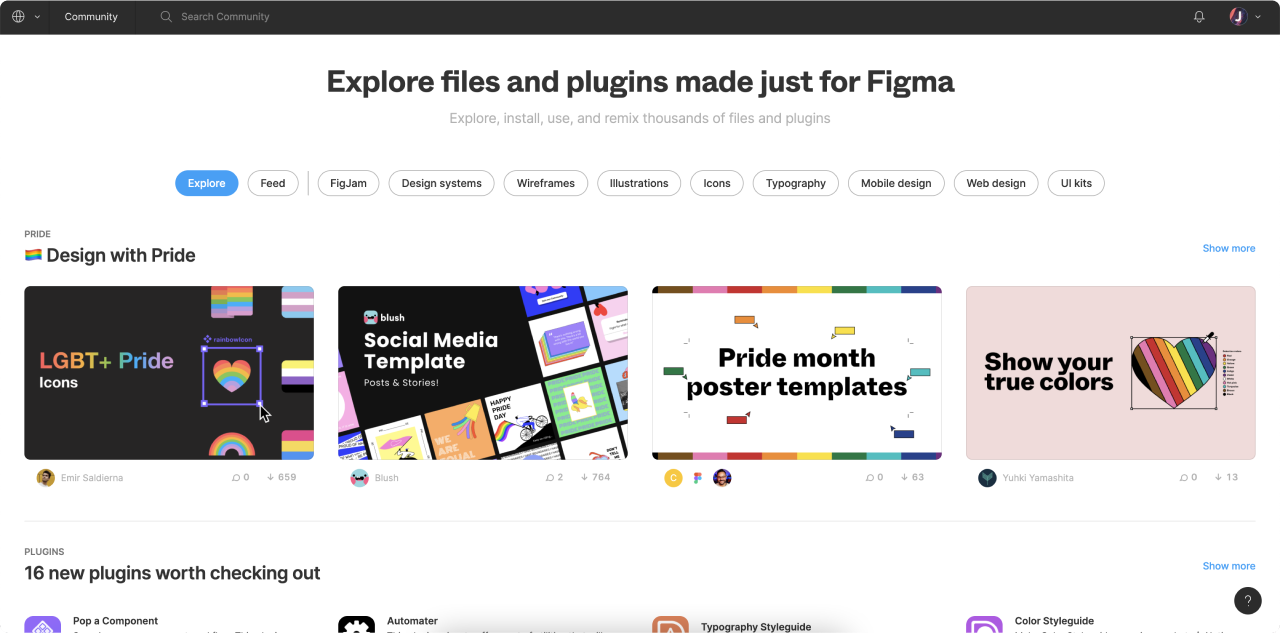 Community
Search Community
J
Explore files and plugins made just for Figma
Explore, install, use, and remix thousands of files and plugins
Explore
Feed
FigJam
Design systems
Wireframes
Illustrations
Icons
Typography
Mobile design
Web design
UI kits
PRIDE
Design with Pride
Show more
rainbowicon
LGBT+ Pride
Icons
blush
Social Media
Template
Posts & Stories!
HAPPY
PRIDE
DAY
WE ARE
EQUAL
Pride month
poster templates
Show your
true colors
Emir Saldierna
0
659
Blush
2
764
C
0
63
Yuhki Yamashita
0
13
PLUGINS
16 new plugins worth checking out
Show more
?
Pop a Component
Automater
Typography Styleguide
Color Styleguide